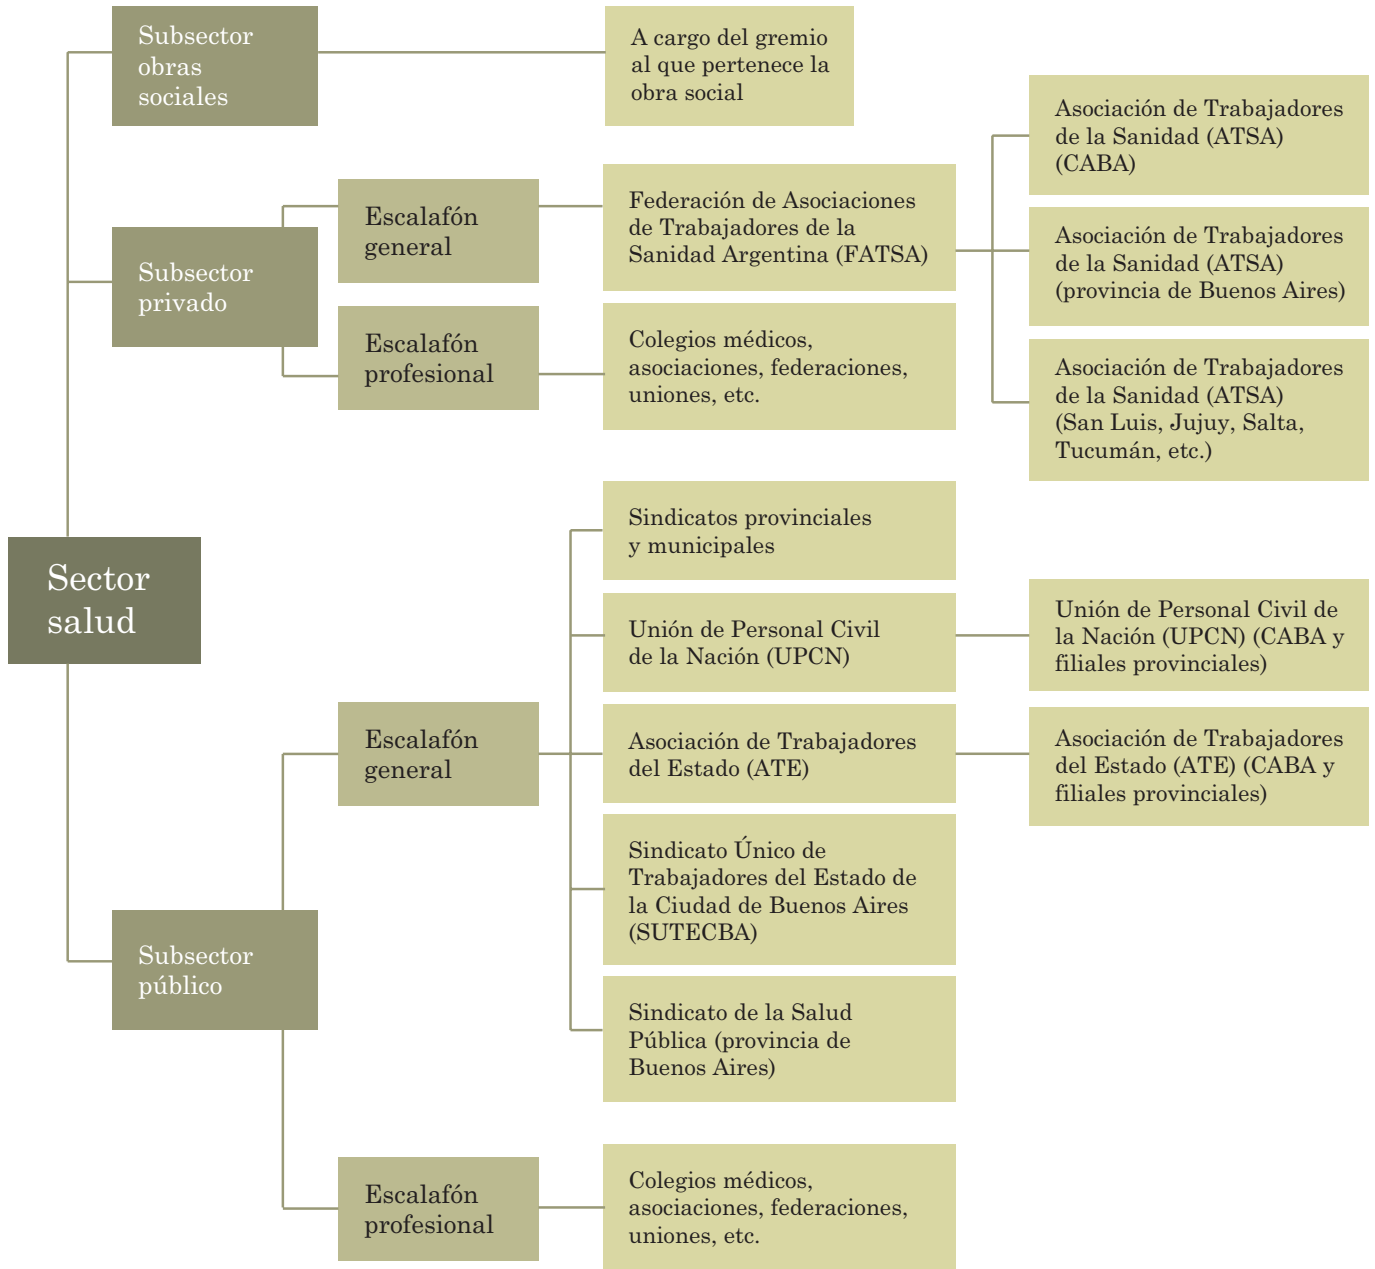 Subsector
obras
sociales
A cargo del gremio
al que pertenece la
obra social
Subsector
privado
Escalafón
general
Federación de Asociaciones
de Trabajadores de la
Sanidad Argentina (FATSA)
Asociación de Trabajadores
de la Sanidad (ATSA)
(CABA)
Asociación de Trabajadores
de la Sanidad (ATSA)
(provincia de Buenos Aires)
Asociación de Trabajadores
de la Sanidad (ATSA)
(San Luis, Jujuy, Salta,
Tucumán, etc.)
Escalafón
profesional
Colegios médicos,
asociaciones, federaciones,
uniones, etc.
Sector
salud
Subsector
público
Escalafón
general
Sindicatos provinciales
y municipales
Unión de Personal Civil
de la Nación (UPCN)
Unión de Personal Civil de
la Nación (UPCN) (CABA y
filiales provinciales)
Asociación de Trabajadores
del Estado (ATE)
Asociación de Trabajadores
del Estado (ATE) (CABA y
filiales provinciales)
Sindicato Único de
Trabajadores del Estado de
la Ciudad de Buenos Aires
(SUTECBA)
Sindicato de la Salud
Pública (provincia de
Buenos Aires)
Escalafón
profesional
Colegios médicos,
asociaciones, federaciones,
uniones, etc.